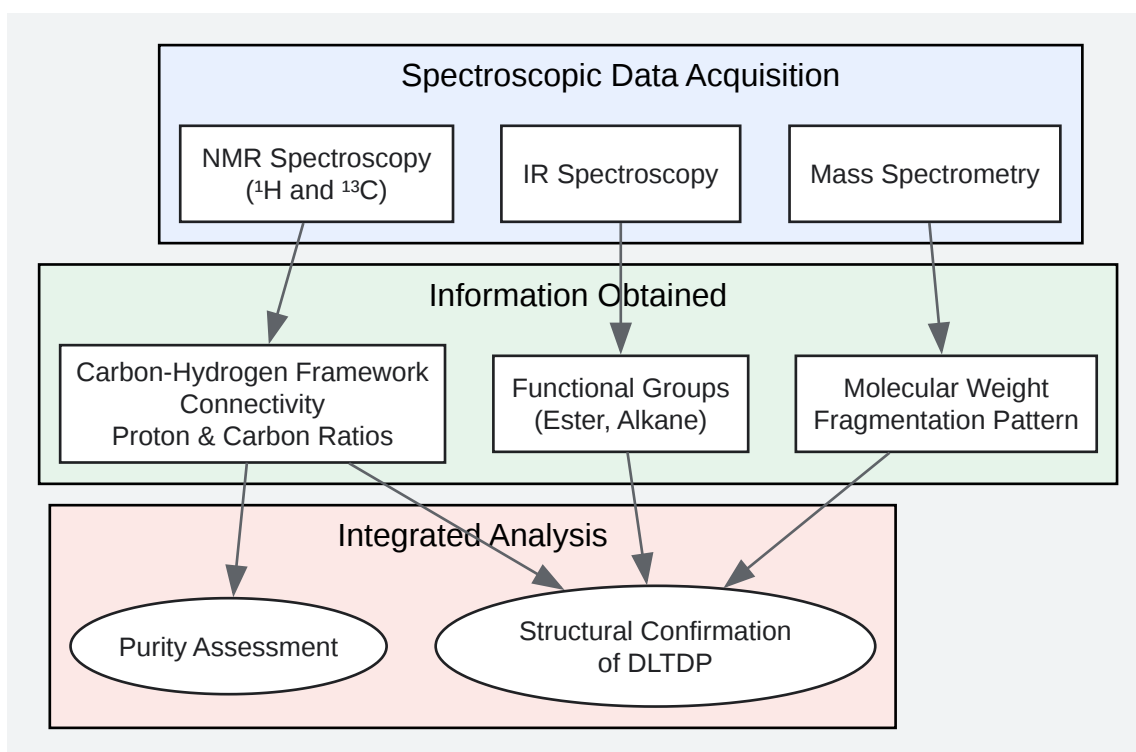 Spectroscopic Data Acquisition
NMR Spectroscopy
(¹H and ¹³C)
IR Spectroscopy
Mass Spectrometry
Information Obtained
Carbon-Hydrogen Framework
Connectivity
Proton & Carbon Ratios
Functional Groups
(Ester, Alkane)
Molecular Weight
Fragmentation Pattern
Integrated Analysis
Purity Assessment
Structural Confirmation
of DLTDP